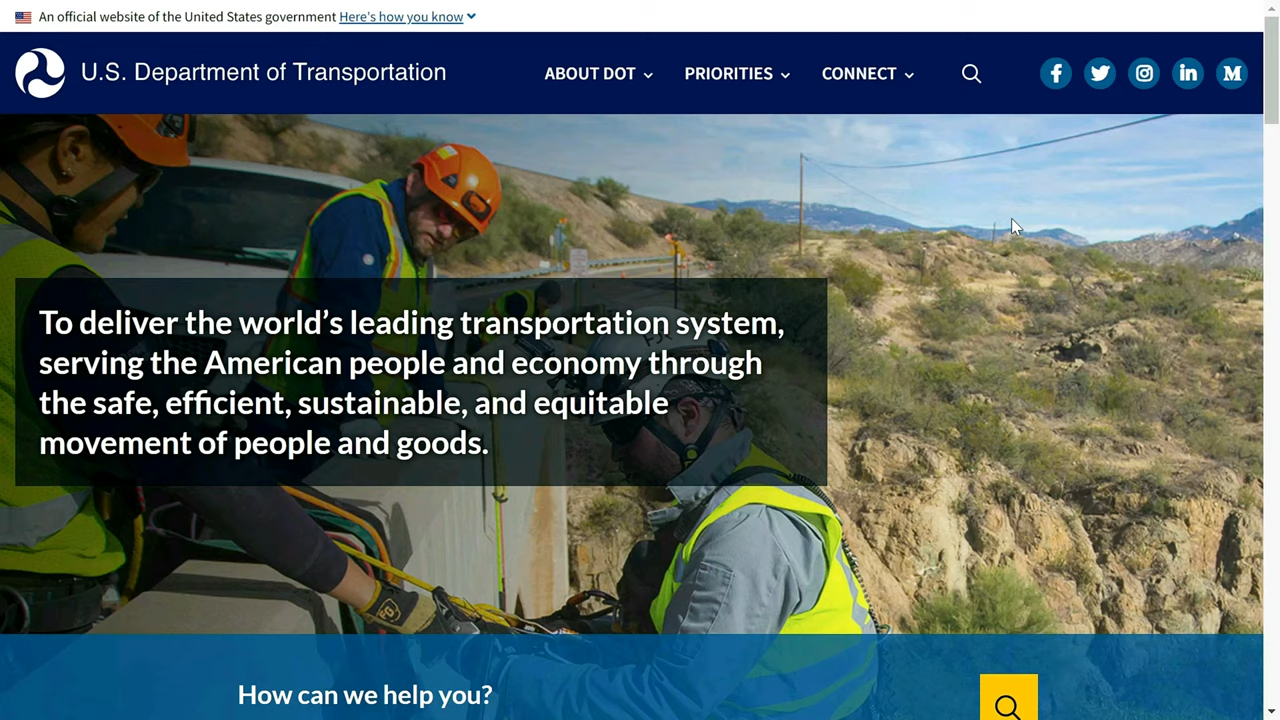 An official website of the United States government Here's how you know
U.S. Department of Transportation
ABOUT DOT
PRIORITIES
CONNECT
To deliver the world's leading transportation system,
serving the American people and economy through
the safe, efficient, sustainable, and equitable
movement of people and goods.
How can we help you?